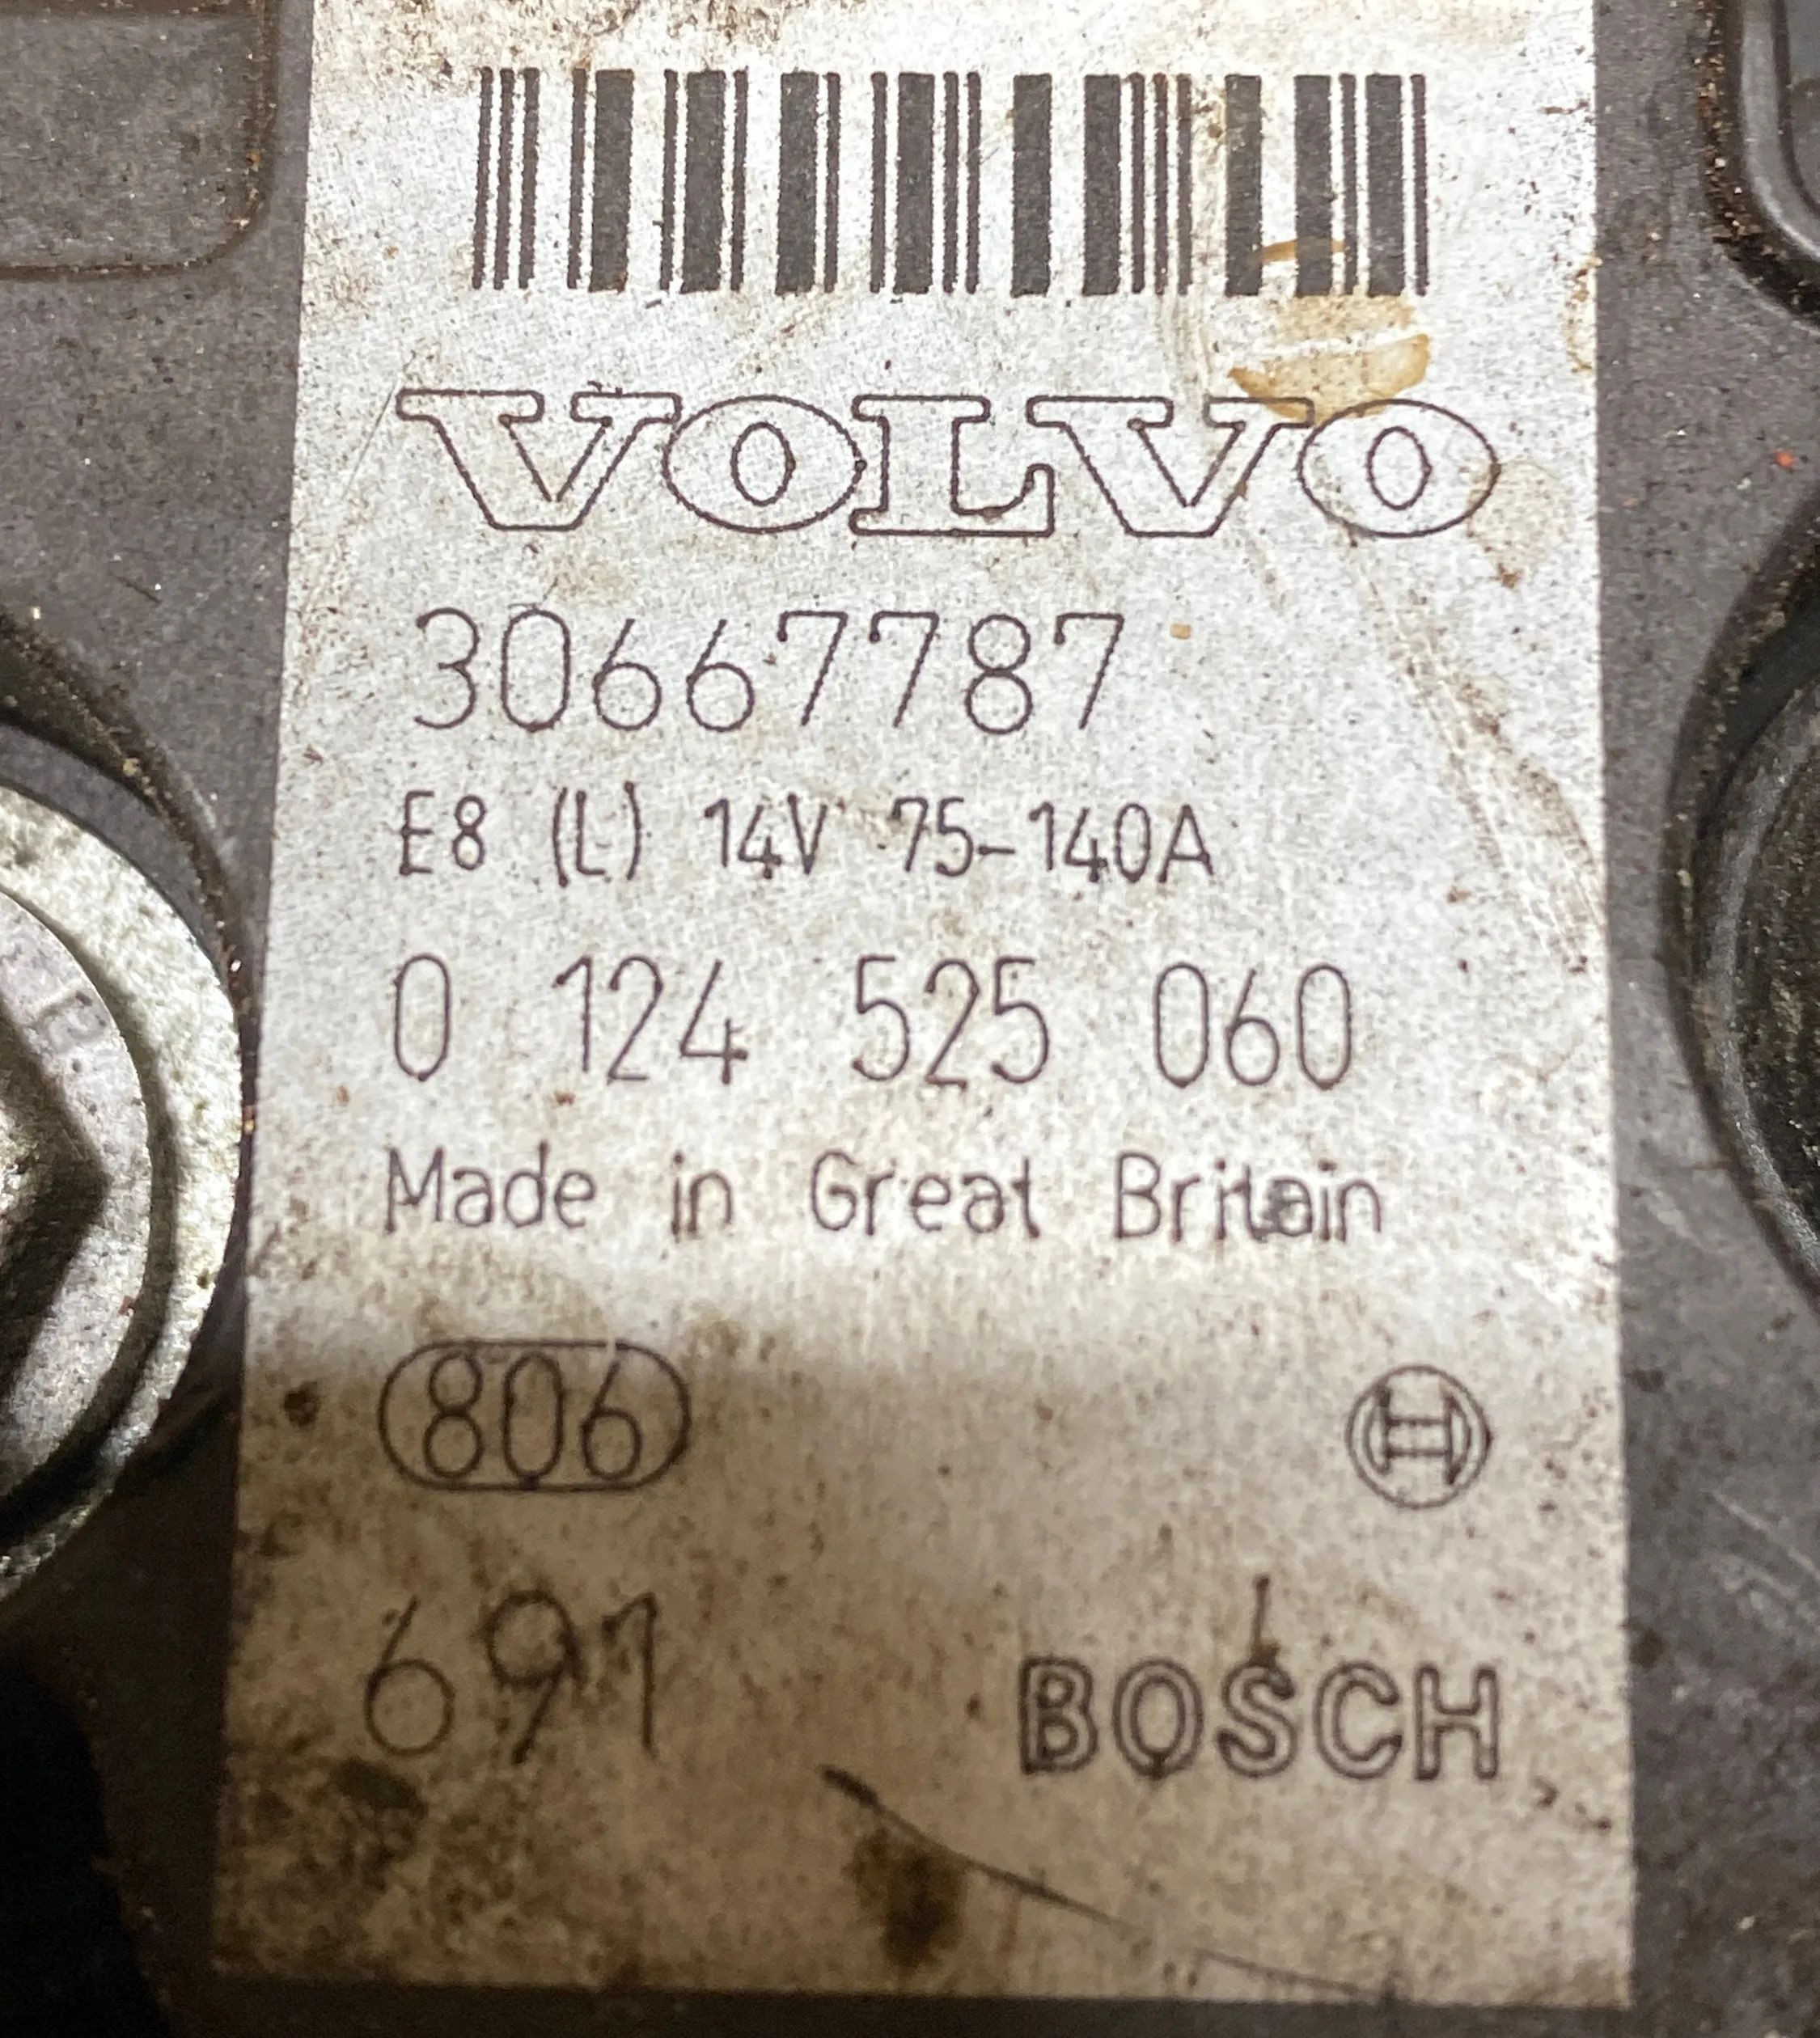 VOLVO
30667787
E8 (L) 14V 75-140A
0 124 525 060
Made in Great Britain
806
691
BOSCH